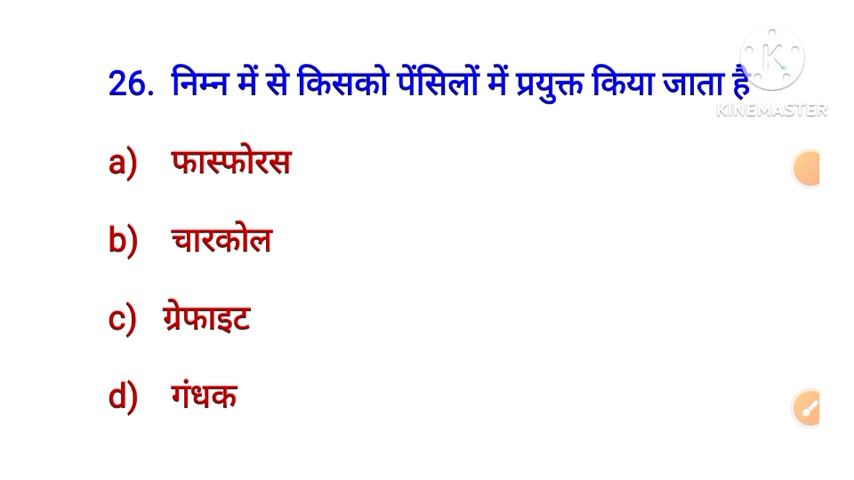 26. निम्न में से किसको पेंसिलों में प्रयुक्त किया जाता है
K
KINEMASTER
a) फास्फोरस
b) चारकोल
c) ग्रेफाइट
d) गंधक